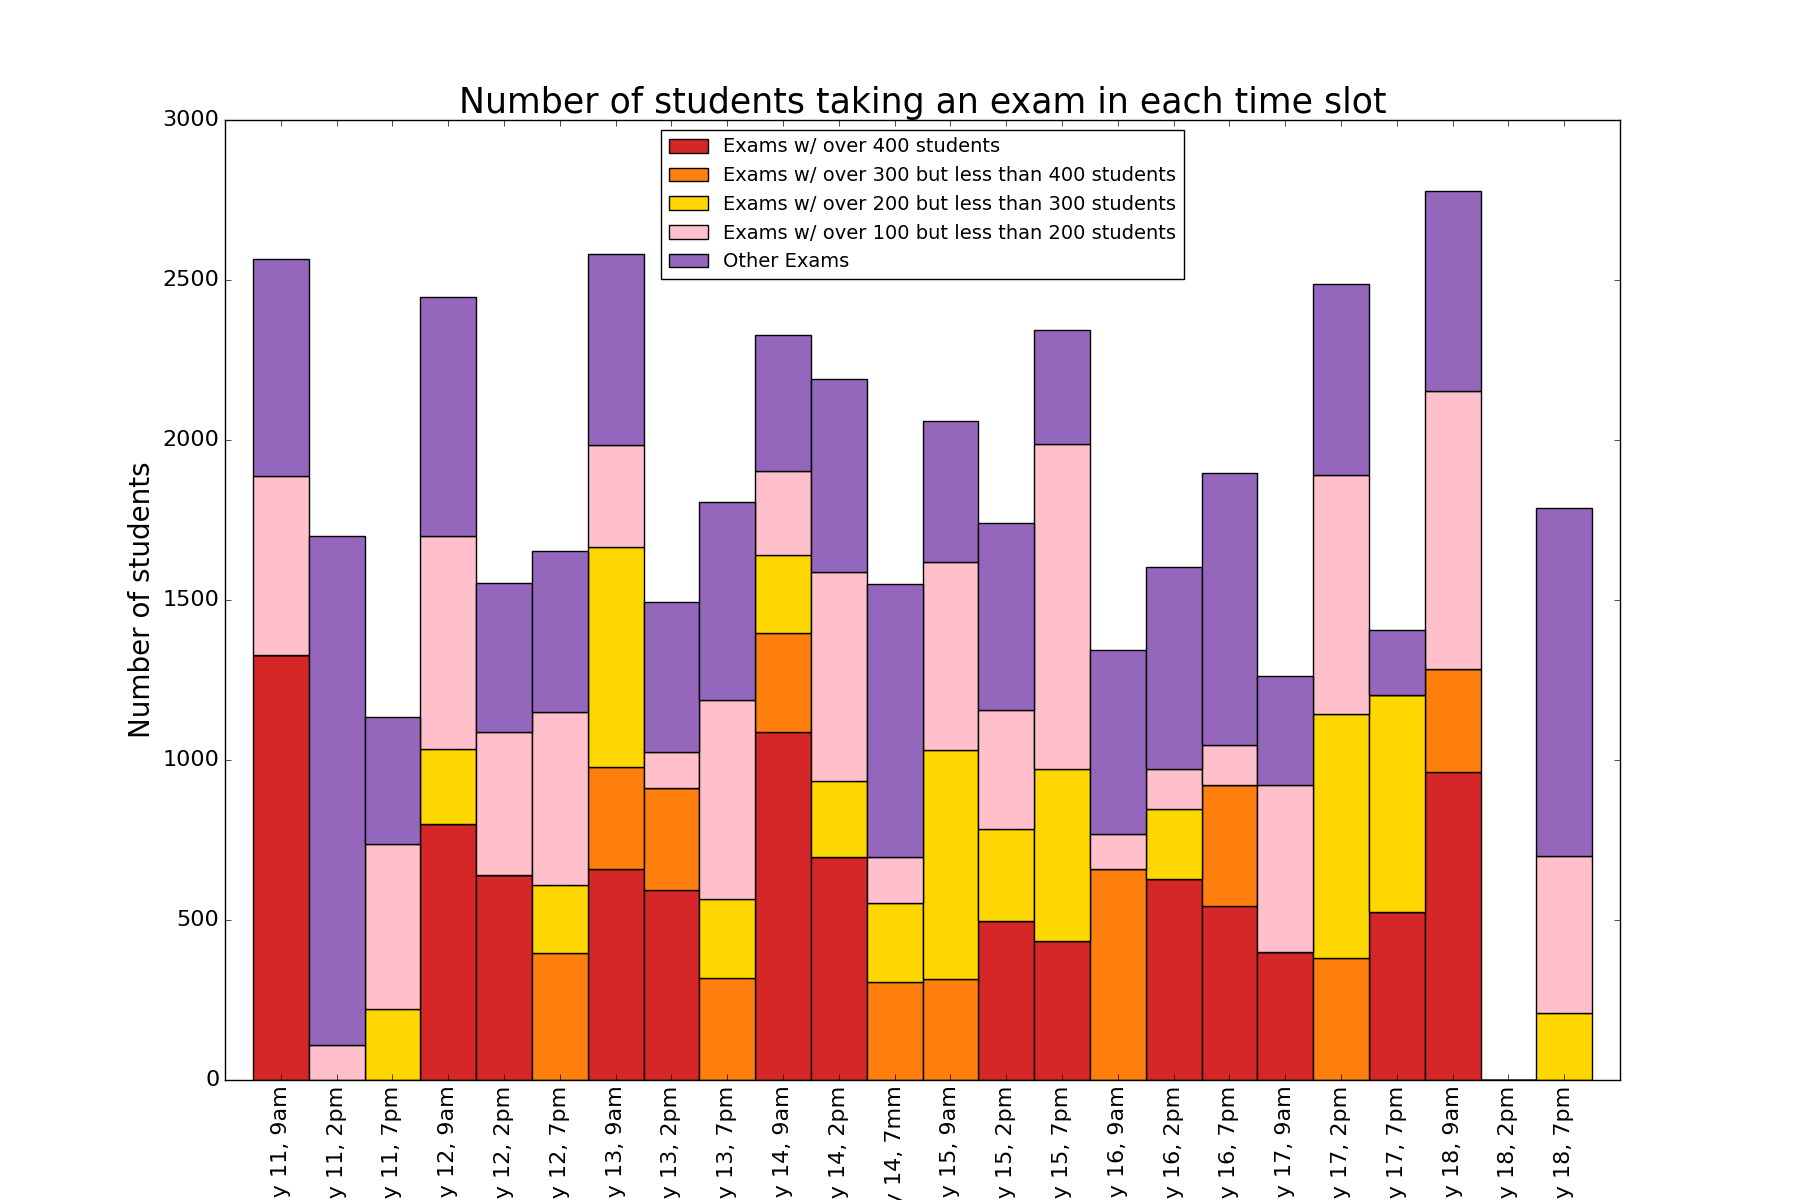 Number of students taking an exam in each time slot
Exams w/ over 400 students
Exams w/ over 300 but less than 400 students
Exams w/ over 200 but less than 300 students
Exams w/ over 100 but less than 200 students
Other Exams
Number of students
3000
2500
2000
1500
1000
500
0
y 11, 9am
y 11, 2pm
y 11, 7pm
y 12, 9am
y 12, 2pm
y 12, 7pm
y 13, 9am
y 13, 2pm
y 13, 7pm
y 14, 9am
y 14, 2pm
y 14, 7mm
y 15, 9am
y 15, 2pm
y 15, 7pm
y 16, 9am
y 16, 2pm
y 16, 7pm
y 17, 9am
y 17, 2pm
y 17, 7pm
y 18, 9am
y 18, 2pm
y 18, 7pm